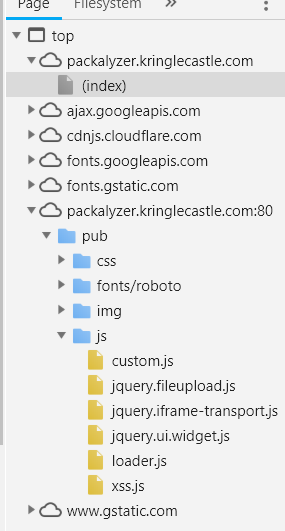 Page Filesystem »
top
packalyzer.kringlecastle.com
(index)
ajax.googleapis.com
cdnjs.cloudflare.com
fonts.googleapis.com
fonts.gstatic.com
packalyzer.kringlecastle.com:80
pub
css
fonts/roboto
img
js
custom.js
jquery.fileupload.js
jquery.iframe-transport.js
jquery.ui.widget.js
loader.js
xss.js
www.gstatic.com